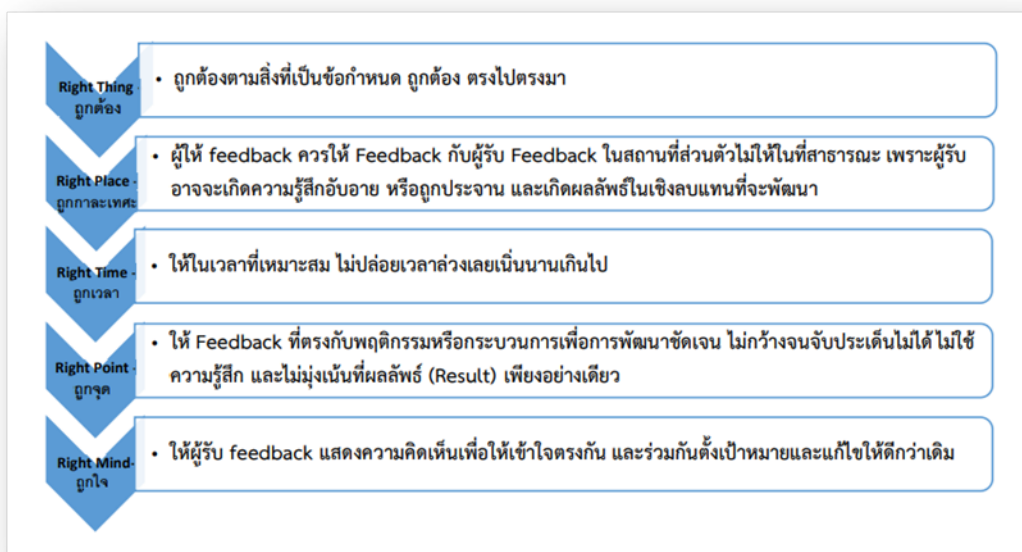 Right Thing -
ถูกต้อง
• ถูกต้องตามสิ่งที่เป็นข้อกำหนด ถูกต้อง ตรงไปตรงมา
Right Place -
ถูกกาละเทศะ
• ผู้ให้ feedback ควรให้ Feedback กับผู้รับ Feedback ในสถานที่ส่วนตัวไม่ให้ในที่สาธารณะ เพราะผู้รับ
อาจจะเกิดความรู้สึกอับอาย หรือถูกประจาน และเกิดผลลัพธ์ในเชิงลบแทนที่จะพัฒนา
Right Time -
ถูกเวลา
• ให้ในเวลาที่เหมาะสม ไม่ปล่อยเวลาล่วงเลยเนิ่นนานเกินไป
Right Point -
ถูกจุด
• ให้ Feedback ที่ตรงกับพฤติกรรมหรือกระบวนการเพื่อการพัฒนาชัดเจน ไม่กว้างจนจับประเด็นไม่ได้ ไม่ใช้
ความรู้สึก และไม่มุ่งเน้นที่ผลลัพธ์ (Result) เพียงอย่างเดียว
Right Mind-
ถูกใจ
• ให้ผู้รับ feedback แสดงความคิดเห็นเพื่อให้เข้าใจตรงกัน และร่วมกันตั้งเป้าหมายและแก้ไขให้ดีกว่าเดิม